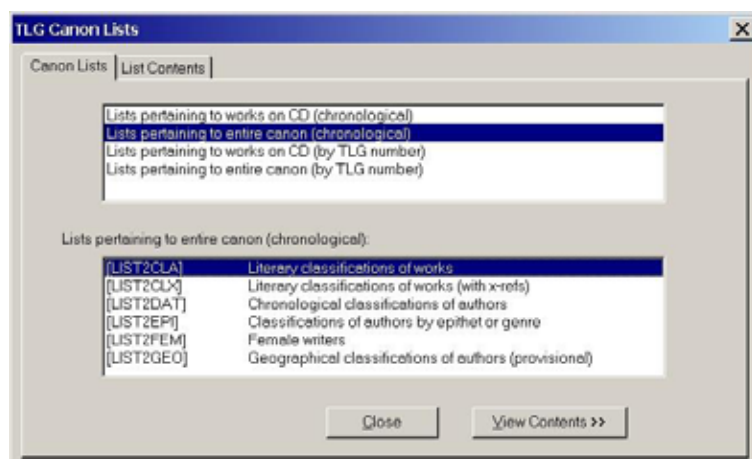 TLG Canon Lists
Canon Lists List Contents
Lists pertaining to works on CD (chronological)
Lists pertaining to entire canon (chronological)
Lists pertaining to works on CD (by TLG number)
Lists pertaining to entire canon (by TLG number)
Lists pertaining to entire canon (chronological):
[LIST2CLA] Literary classifications of works
[LIST2CLX] Literary classifications of works (with x-refs)
[LIST2DAT] Chronological classifications of authors
[LIST2EPI] Classifications of authors by epithet or genre
[LIST2FEM] Female writers
[LIST2GEO] Geographical classifications of authors (provisional)
Close View Contents >>